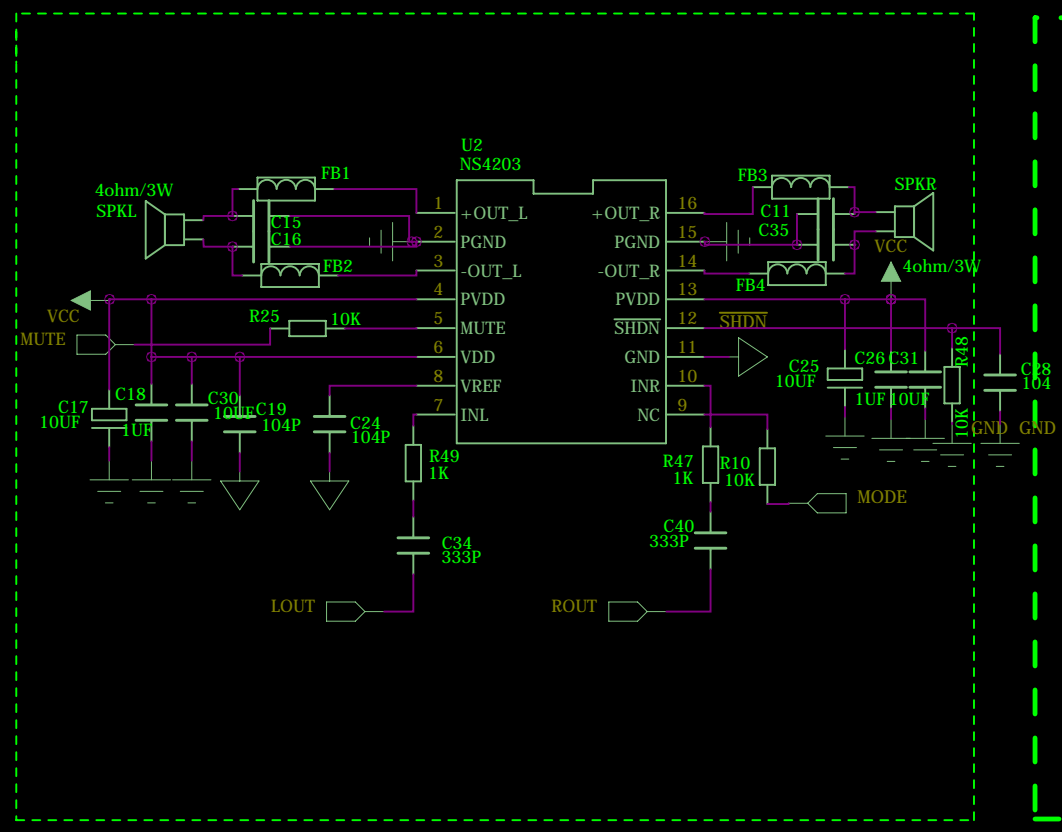 U2
NS4203
4ohm/3W
SPKL
FB1
C15
C16
FB2
FB3
SPKR
C11
C35
VCC
4ohm/3W
FB4
1 +OUT_L
2 PGND
3 -OUT_L
4 PVDD
5 MUTE
6 VDD
8 VREF
7 INL
+OUT_R 16
PGND 15
-OUT_R 14
PVDD 13
SHDN 12
GND 11
INR 10
NC 9
VCC
MUTE
R25 10K
SHDN
C17
10UF
C18
1UF
C30
10UF
C19
104P
C24
104P
R49
1K
C34
333P
LOUT
R47
1K
R10
10K
MODE
C40
333P
ROUT
C25
10UF
C26
1UF
C31
10UF
R48
10K
C28
104
GND
GND